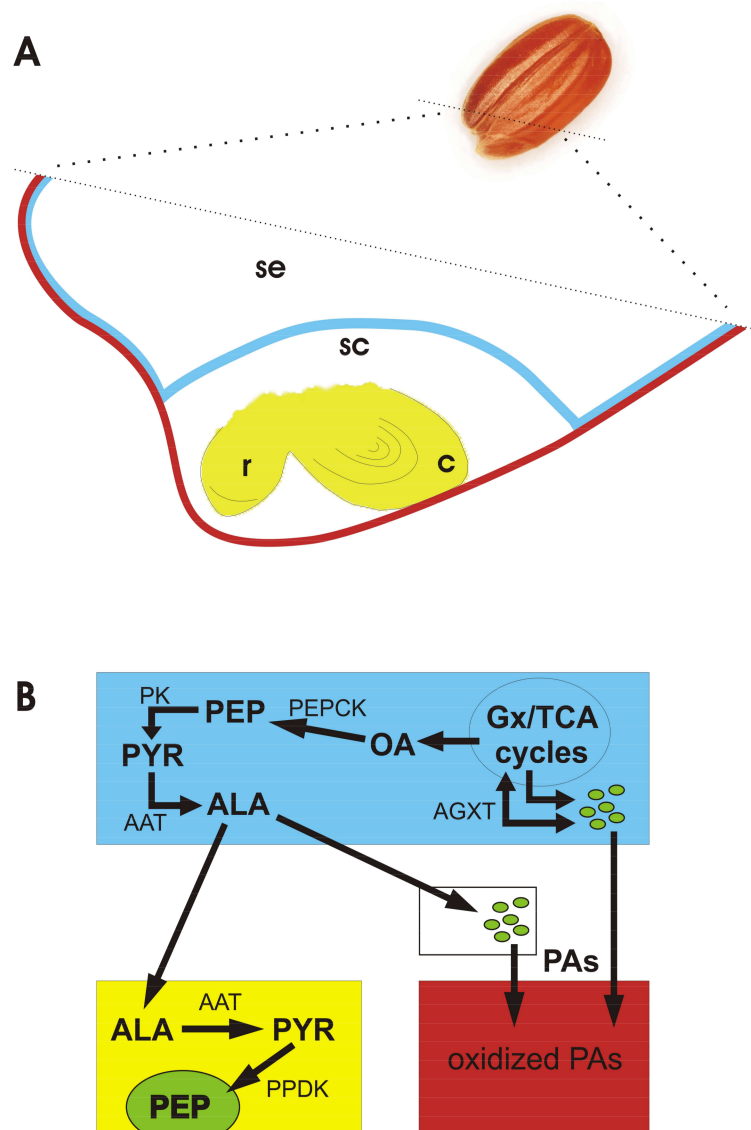 A
se
sc
r
c
B
PK
PEP
PEPCK
OA
Gx/TCA
cycles
PYR
AAT
ALA
AGXT
PAs
ALA
AAT
PYR
PPDK
PEP
oxidized PAs